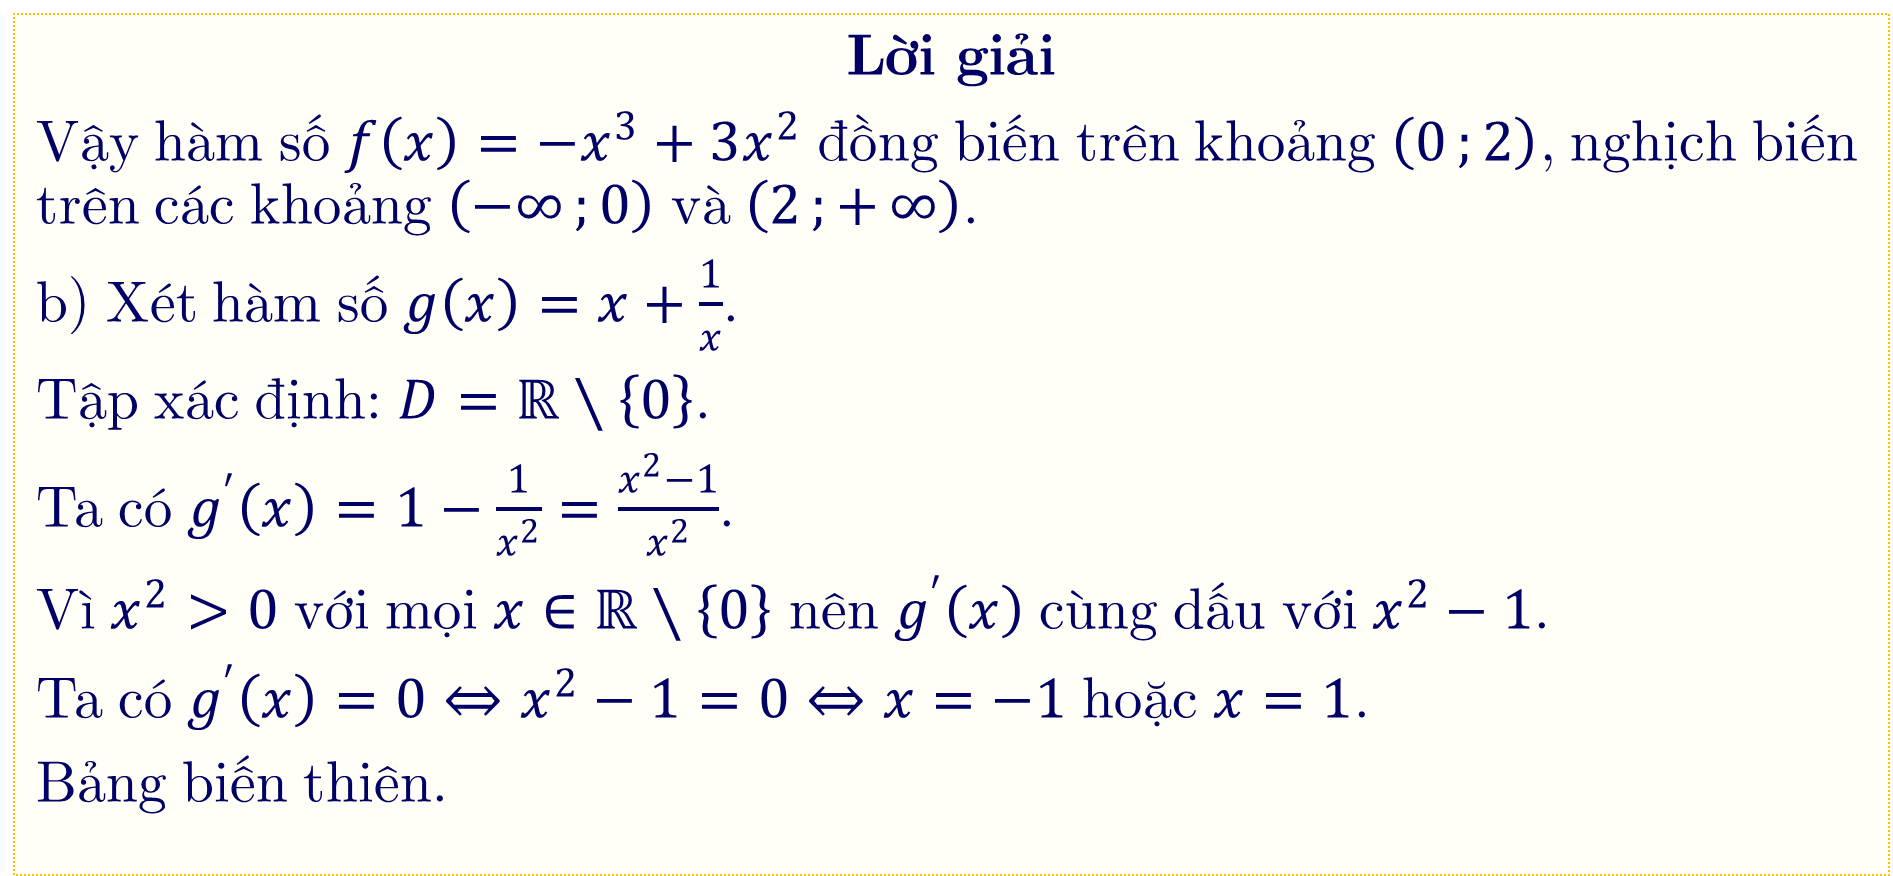 Lời giải
Vậy hàm số f(x) = −x³ + 3x² đồng biến trên khoảng (0 ; 2), nghịch biến
trên các khoảng (−∞ ; 0) và (2 ; + ∞).
b) Xét hàm số g(x) = x + 1/x.
Tập xác định: D = ℝ \ {0}.
Ta có g′(x) = 1 − 1/x² = (x²−1)/x².
Vì x² > 0 với mọi x ∈ ℝ \ {0} nên g′(x) cùng dấu với x² − 1.
Ta có g′(x) = 0 ⇔ x² − 1 = 0 ⇔ x = −1 hoặc x = 1.
Bảng biến thiên.